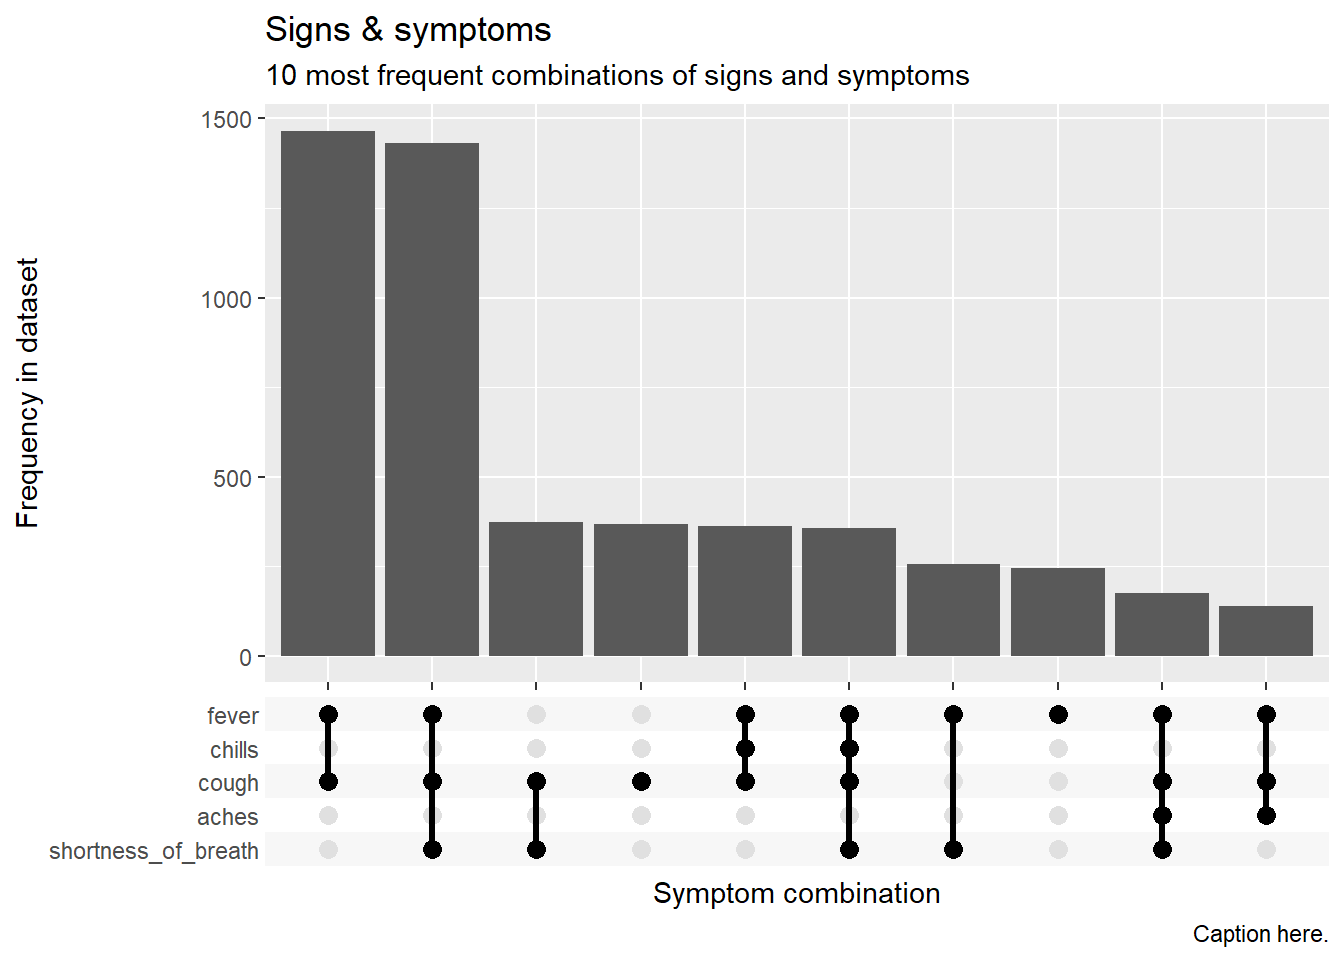 Signs & symptoms
10 most frequent combinations of signs and symptoms
Frequency in dataset
1500
1000
500
0
fever
chills
cough
aches
shortness_of_breath
Symptom combination
Caption here.